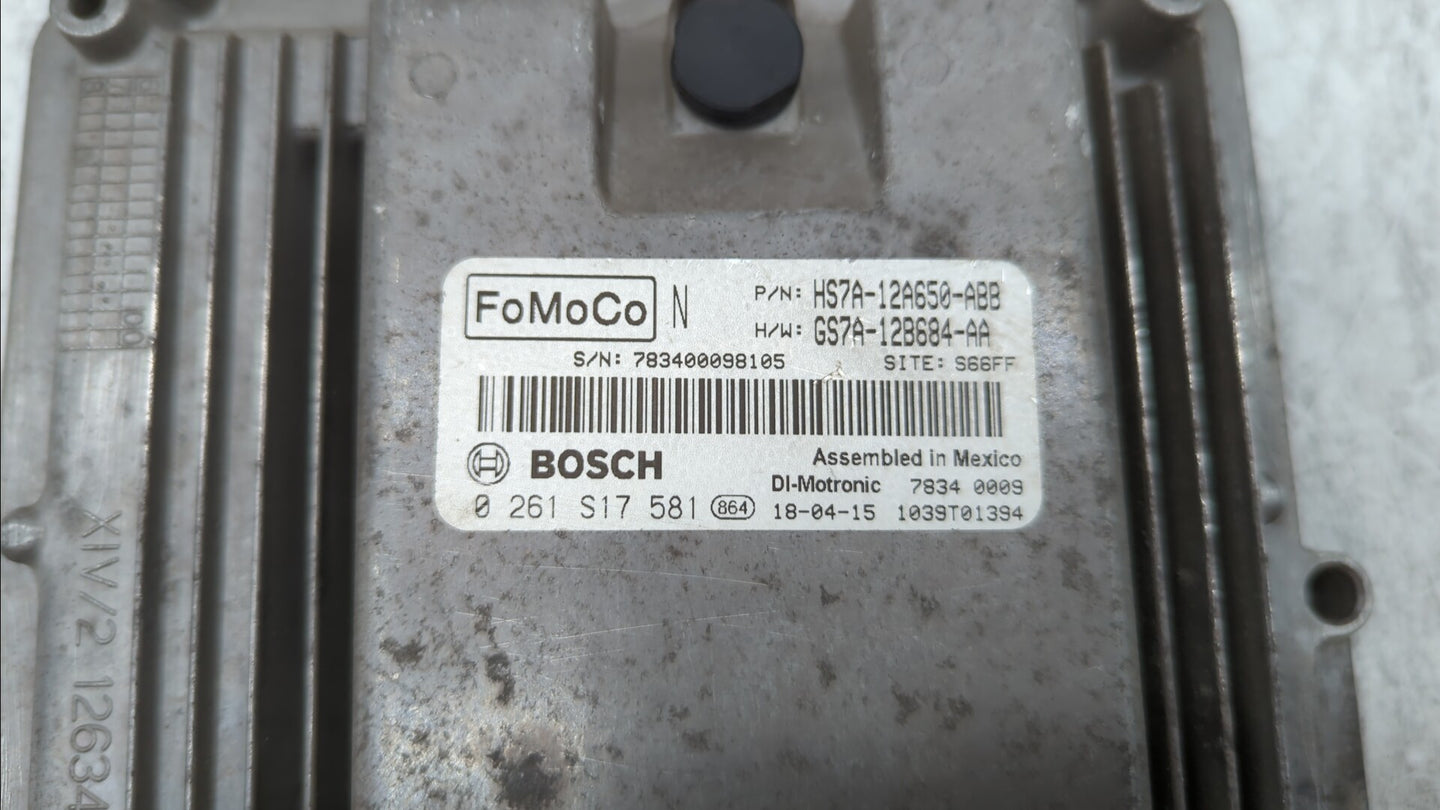 FoMoCo N P/N: HS7A-12A650-ABB
H/W: GS7A-12B684-AA
S/N: 783400098105 SITE: S66FF
BOSCH Assembled in Mexico
DI-Motronic 7834 0009
0 261 S17 581 864 18-04-15 1039T01394
XIV/2 12634